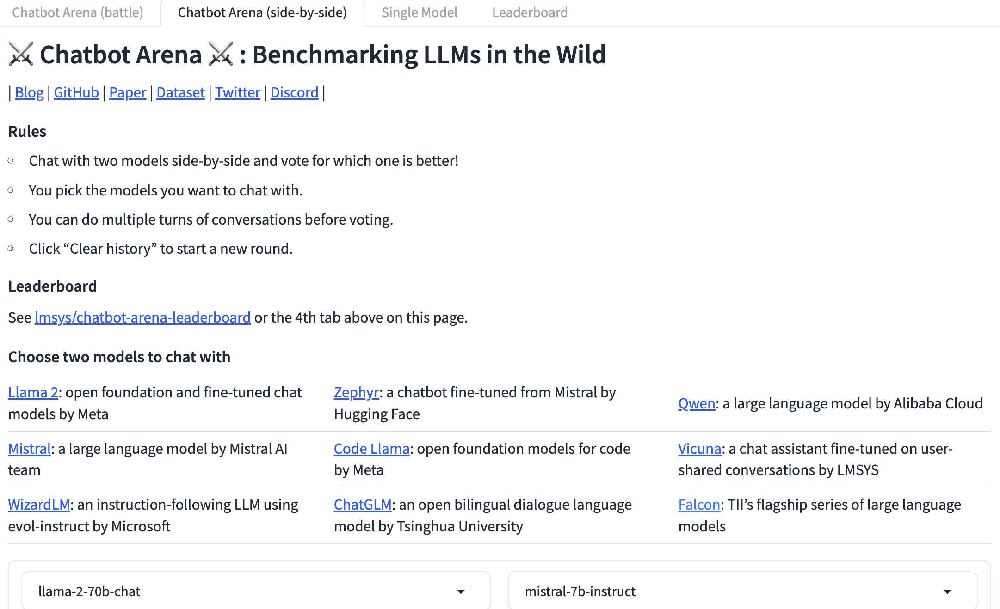 Chatbot Arena (battle) Chatbot Arena (side-by-side) Single Model Leaderboard
⚔️ Chatbot Arena ⚔️ : Benchmarking LLMs in the Wild
| Blog | GitHub | Paper | Dataset | Twitter | Discord |
Rules
Chat with two models side-by-side and vote for which one is better!
You pick the models you want to chat with.
You can do multiple turns of conversations before voting.
Click “Clear history” to start a new round.
Leaderboard
See lmsys/chatbot-arena-leaderboard or the 4th tab above on this page.
Choose two models to chat with
Llama 2: open foundation and fine-tuned chat
models by Meta
Zephyr: a chatbot fine-tuned from Mistral by
Hugging Face
Qwen: a large language model by Alibaba Cloud
Mistral: a large language model by Mistral AI
team
Code Llama: open foundation models for code
by Meta
Vicuna: a chat assistant fine-tuned on user-
shared conversations by LMSYS
WizardLM: an instruction-following LLM using
evol-instruct by Microsoft
ChatGLM: an open bilingual dialogue language
model by Tsinghua University
Falcon: TII’s flagship series of large language
models
llama-2-70b-chat
mistral-7b-instruct